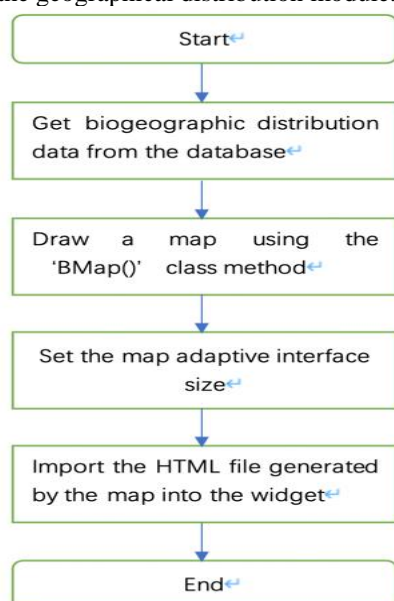 the geographical distribution module.
Start↵
Get biogeographic distribution
data from the database↵
Draw a map using the
‘BMap()’ class method↵
Set the map adaptive interface
size↵
Import the HTML file generated
by the map into the widget↵
End↵